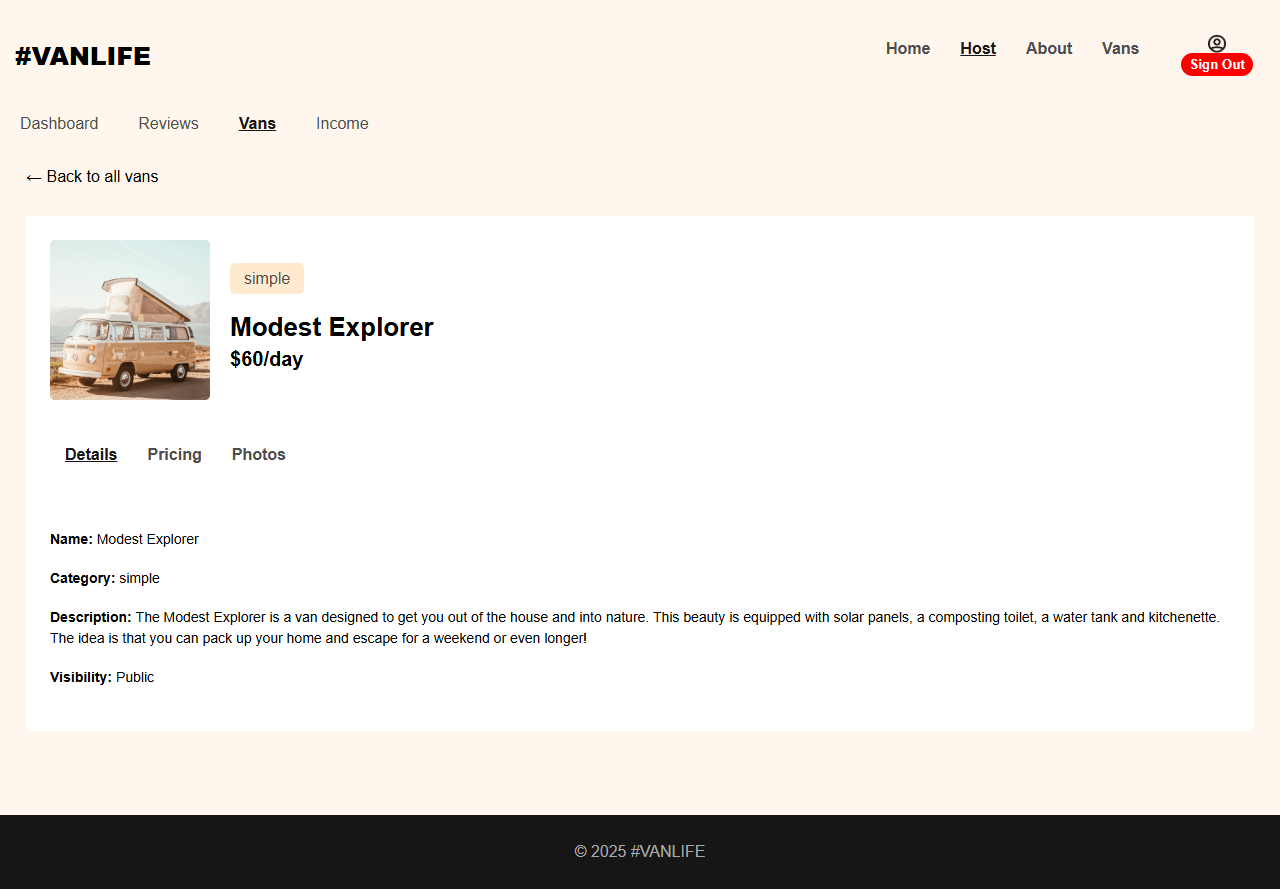 #VANLIFE
Home Host About Vans
Sign Out
Dashboard Reviews Vans Income
← Back to all vans
simple
Modest Explorer
$60/day
Details Pricing Photos
Name: Modest Explorer
Category: simple
Description: The Modest Explorer is a van designed to get you out of the house and into nature. This beauty is equipped with solar panels, a composting toilet, a water tank and kitchenette.
The idea is that you can pack up your home and escape for a weekend or even longer!
Visibility: Public
© 2025 #VANLIFE